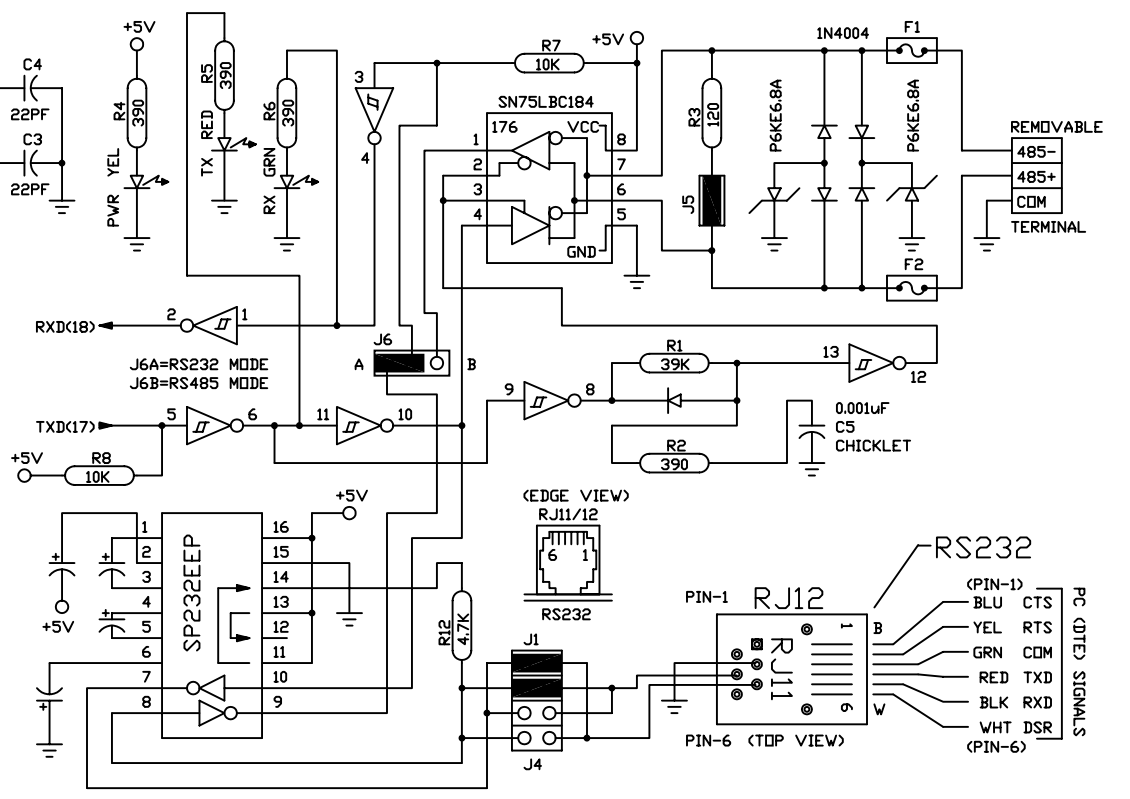 C4
22PF
C3
22PF
+5V
R4
390
PWR YEL
R5
390
TX RED
R6
390
RX GRN
3
4
R7
10K
+5V
SN75LBC184
176
VCC
GND
1
2
3
4
8
7
6
5
R3
120
J5
1N4004
P6KE6.8A
P6KE6.8A
F1
F2
REMOVABLE
485-
485+
COM
TERMINAL
RXD(18)
2
1
J6A=RS232 MODE
J6B=RS485 MODE
J6
A
B
TXD(17)
5
6
11
10
+5V
R8
10K
9
8
R1
39K
R2
390
13
12
0.001uF
C5
CHICKLET
+5V
SP232EEP
1
2
3
4
5
6
7
8
16
15
14
13
12
11
10
9
+5V
+
+
+
+
R12
4.7K
(EDGE VIEW)
RJ11/12
6 1
RS232
J1
J4
PIN-1
RJ12
RJ11
1
6
B
W
PIN-6 (TOP VIEW)
RS232
(PIN-1)
BLU CTS
YEL RTS
GRN COM
RED TXD
BLK RXD
WHT DSR
(PIN-6)
PC (DTE) SIGNALS